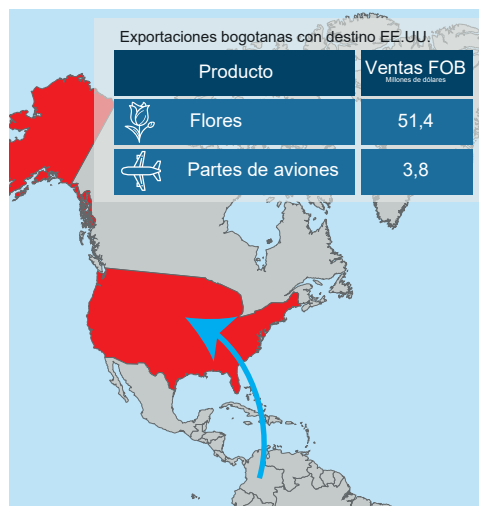 Exportaciones bogotanas con destino EE.UU.
Producto
Ventas FOB
Millones de dólares
Flores
51,4
Partes de aviones
3,8